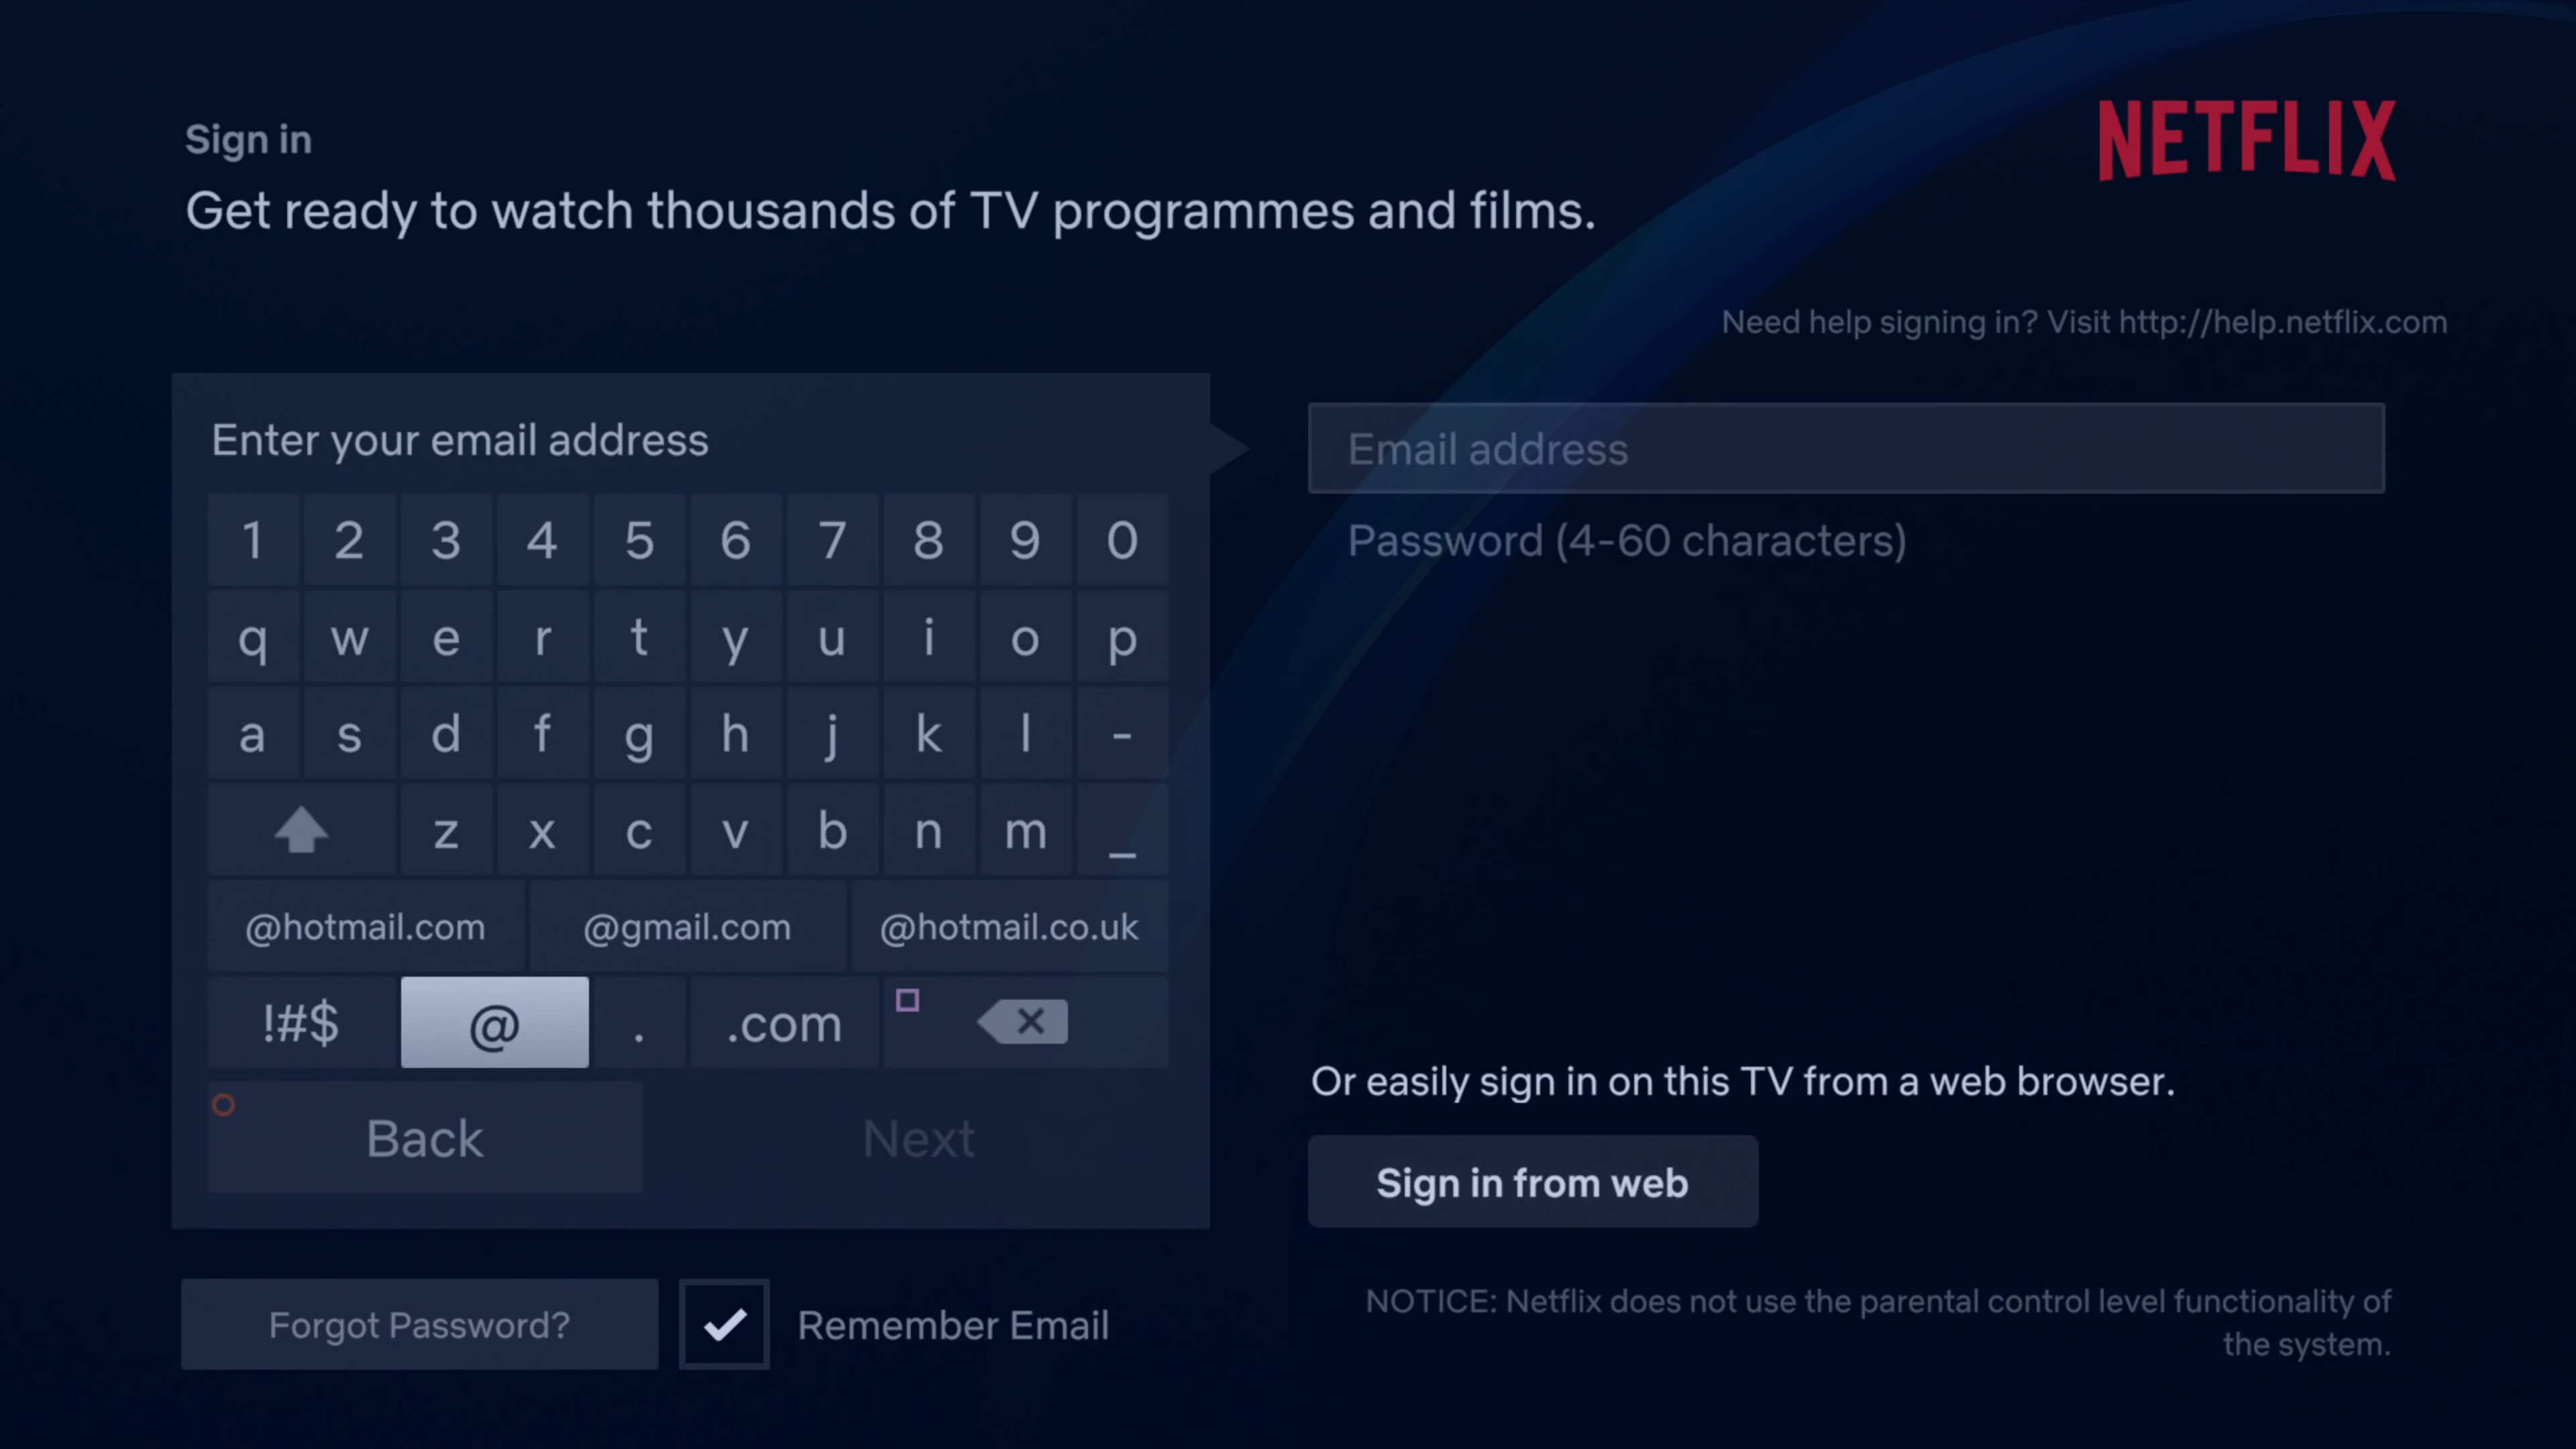 Sign in
NETFLIX
Get ready to watch thousands of TV programmes and films.
Need help signing in? Visit http://help.netflix.com
Enter your email address
1 2 3 4 5 6 7 8 9 0
q w e r t y u i o p
a s d f g h j k l -
z x c v b n m _
@hotmail.com @gmail.com @hotmail.co.uk
!#$ @ . .com
Back Next
Forgot Password? Remember Email
Email address
Password (4-60 characters)
Or easily sign in on this TV from a web browser.
Sign in from web
NOTICE: Netflix does not use the parental control level functionality of
the system.